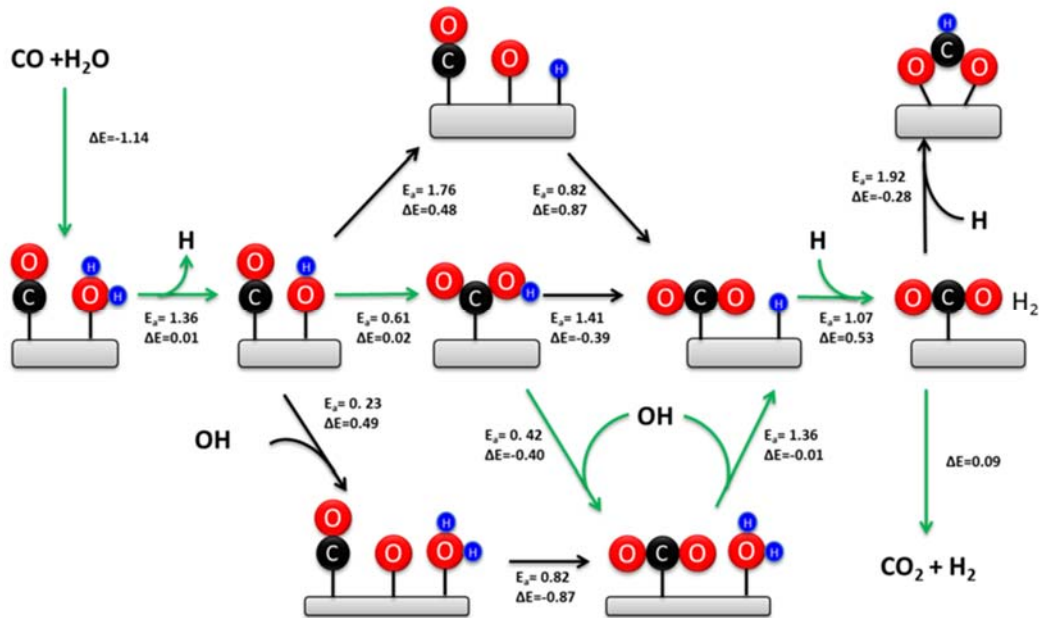 CO +H₂O
ΔE=-1.14
O
C
O
H
Eₐ= 1.76
ΔE=0.48
Eₐ= 0.82
ΔE=0.87
H
C
O
O
Eₐ= 1.92
ΔE=-0.28
H
O
C
H
O
H
H
Eₐ= 1.36
ΔE=0.01
O
C
H
O
Eₐ= 0.61
ΔE=0.02
O
C
O
H
Eₐ= 1.41
ΔE=-0.39
O
C
O
H
H
Eₐ= 1.07
ΔE=0.53
O
C
O
H₂
OH
Eₐ= 0. 23
ΔE=0.49
Eₐ= 0. 42
ΔE=-0.40
OH
Eₐ= 1.36
ΔE=-0.01
ΔE=0.09
O
C
O
H
O
H
Eₐ= 0.82
ΔE=-0.87
O
C
O
H
O
H
CO₂ + H₂